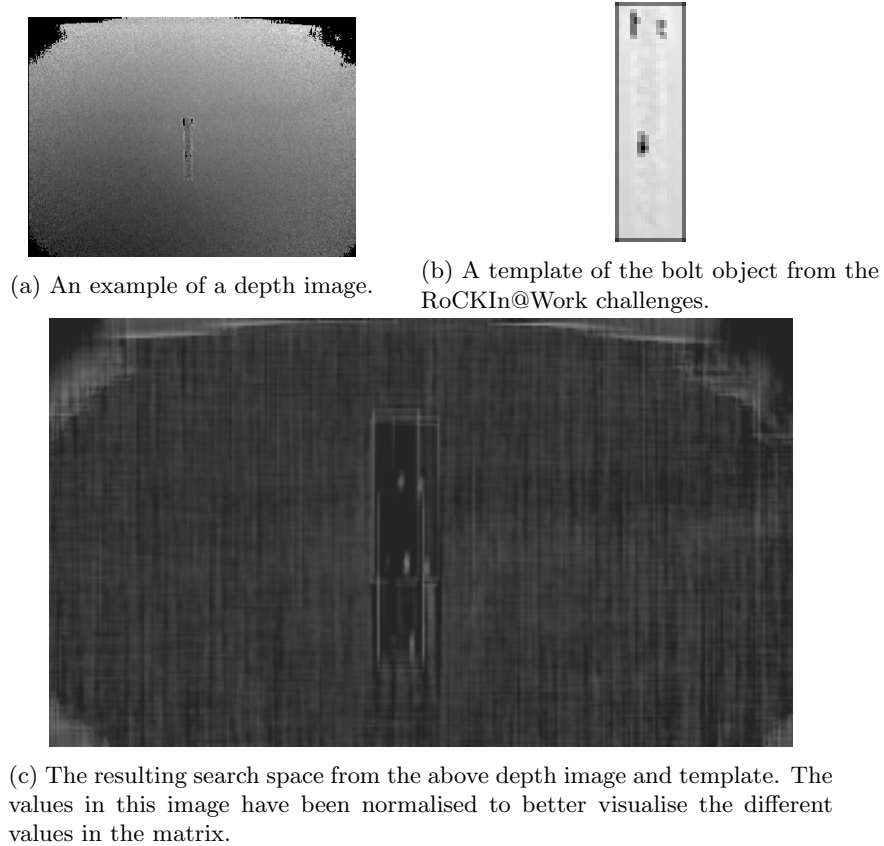 (a) An example of a depth image.
(b) A template of the bolt object from the
RoCKIn@Work challenges.
(c) The resulting search space from the above depth image and template. The
values in this image have been normalised to better visualise the different
values in the matrix.